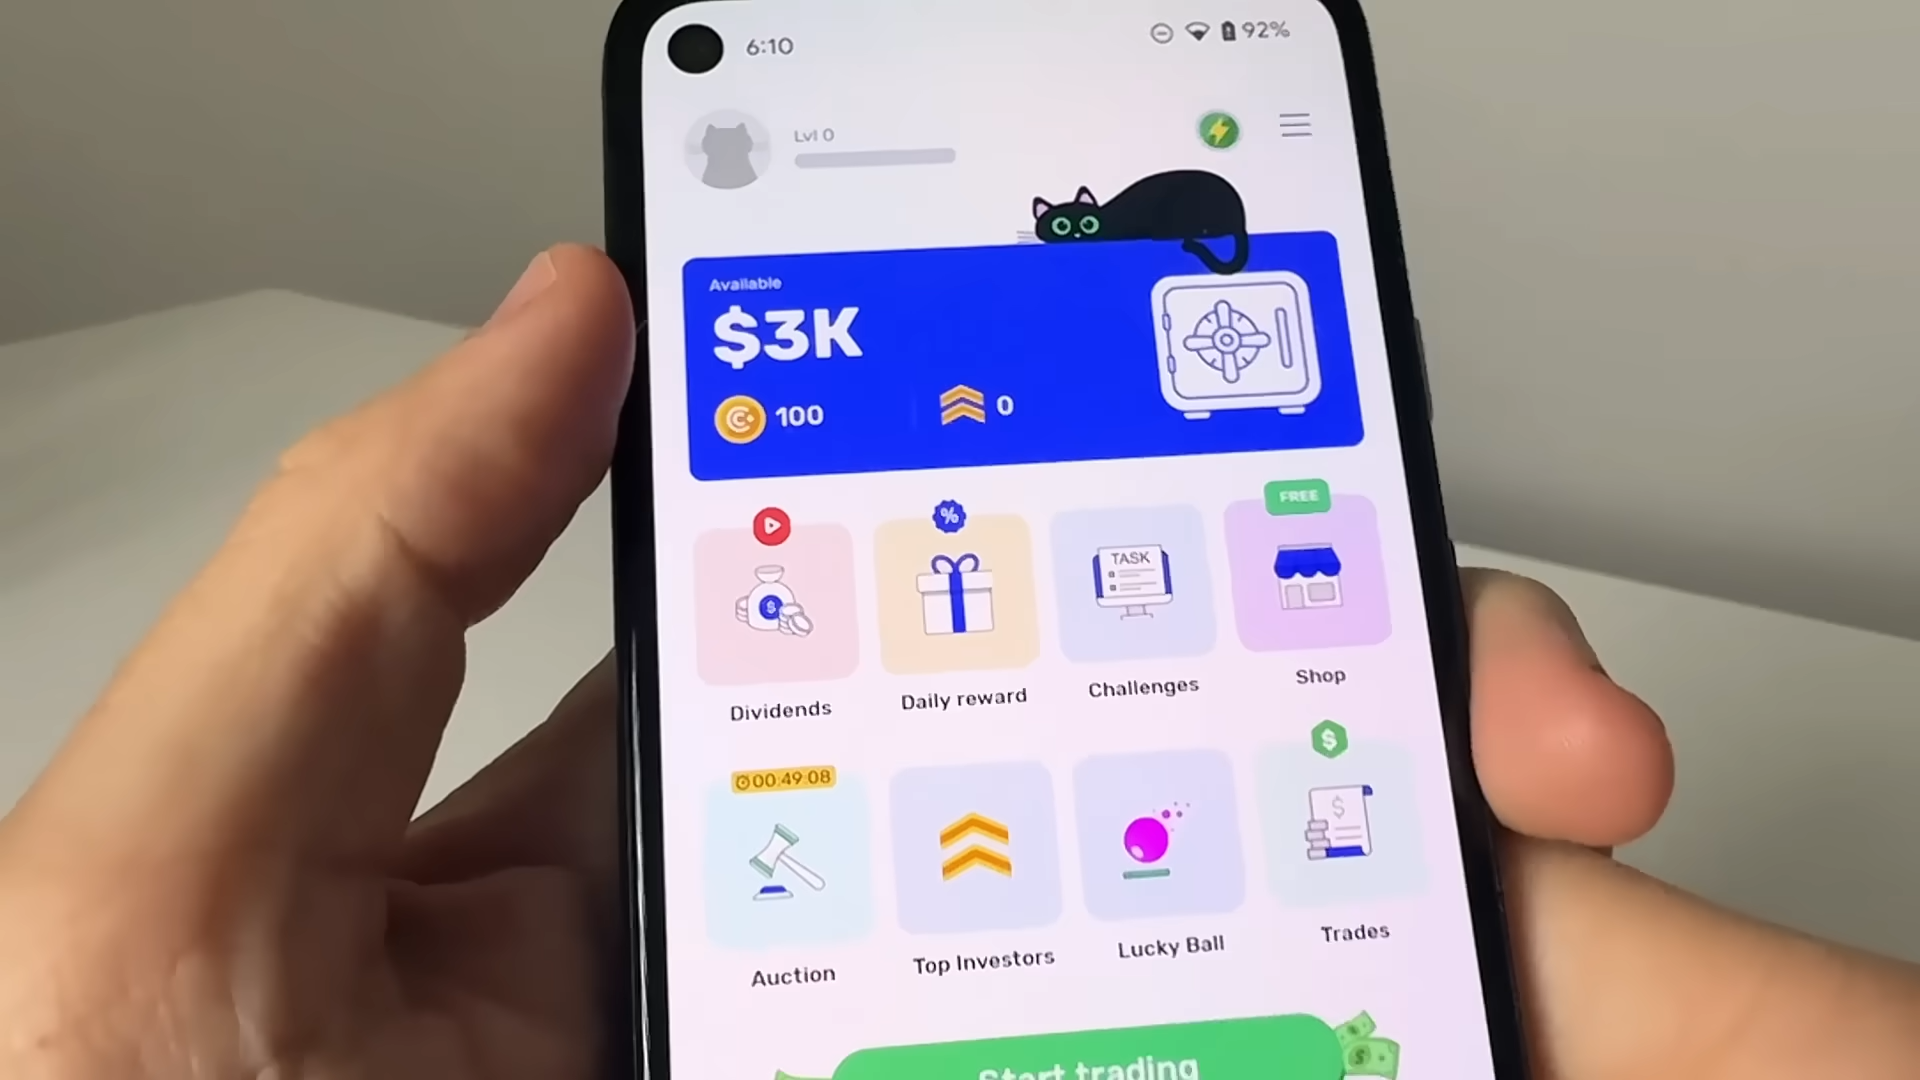 6:10
92%
Lvl 0
Available
$3K
100
0
%
FREE
TASK
$
Dividends
Daily reward
Challenges
Shop
00:49:08
$
$
Auction
Top Investors
Lucky Ball
Trades
Start trading